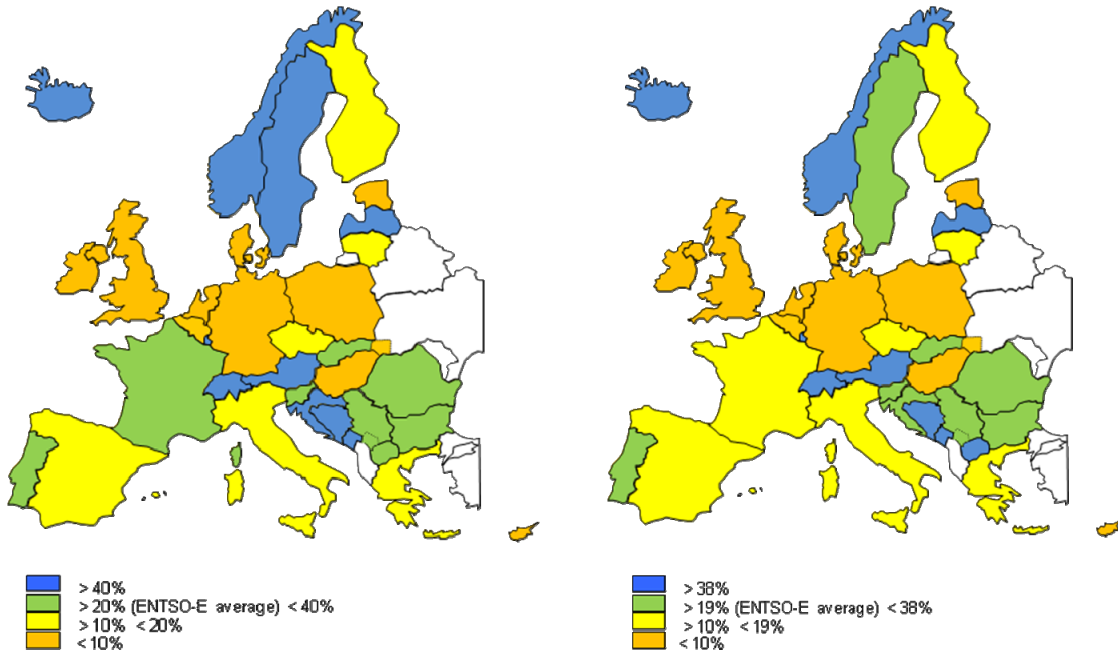 > 40%
> 20% (ENTSO-E average) < 40%
> 10% < 20%
< 10%
> 38%
> 19% (ENTSO-E average) < 38%
> 10% < 19%
< 10%